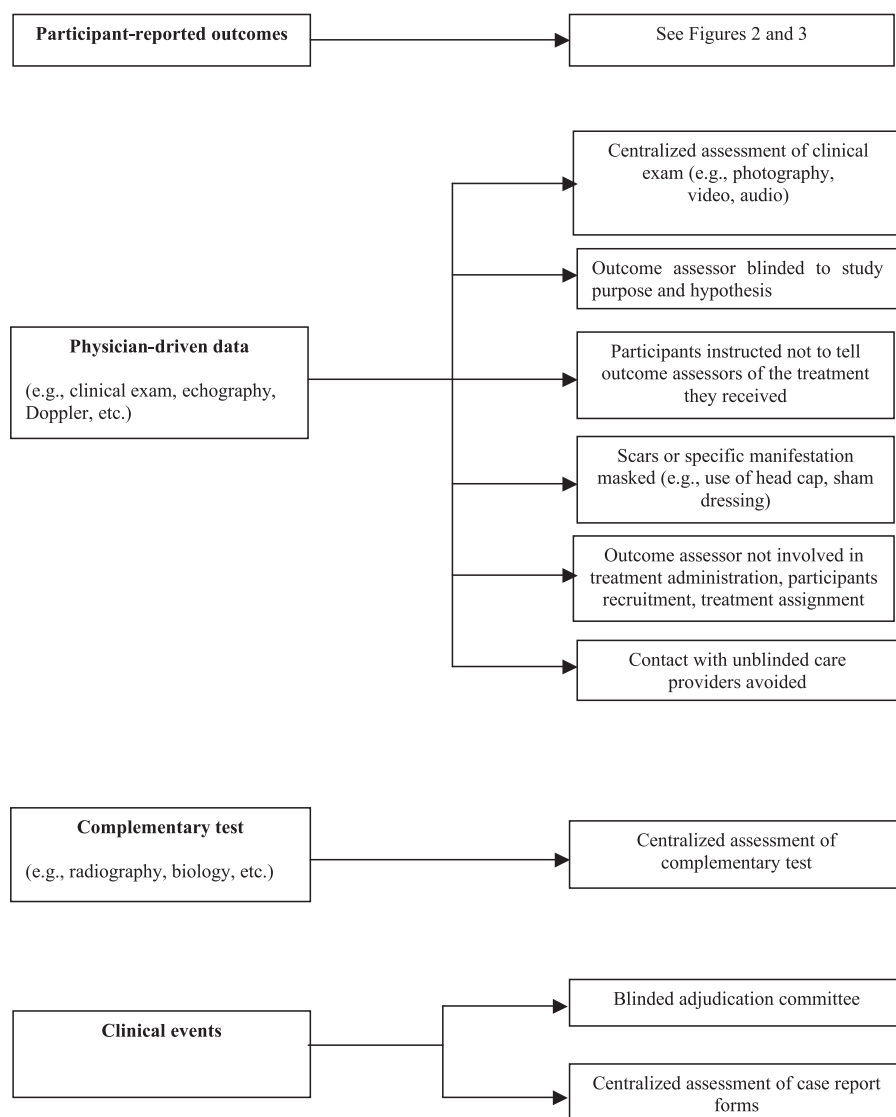 Participant-reported outcomes
See Figures 2 and 3
Centralized assessment of clinical
exam (e.g., photography,
video, audio)
Outcome assessor blinded to study
purpose and hypothesis
Physician-driven data
(e.g., clinical exam, echography,
Doppler, etc.)
Participants instructed not to tell
outcome assessors of the treatment
they received
Scars or specific manifestation
masked (e.g., use of head cap, sham
dressing)
Outcome assessor not involved in
treatment administration, participants
recruitment, treatment assignment
Contact with unblinded care
providers avoided
Complementary test
(e.g., radiography, biology, etc.)
Centralized assessment of
complementary test
Clinical events
Blinded adjudication committee
Centralized assessment of case report
forms